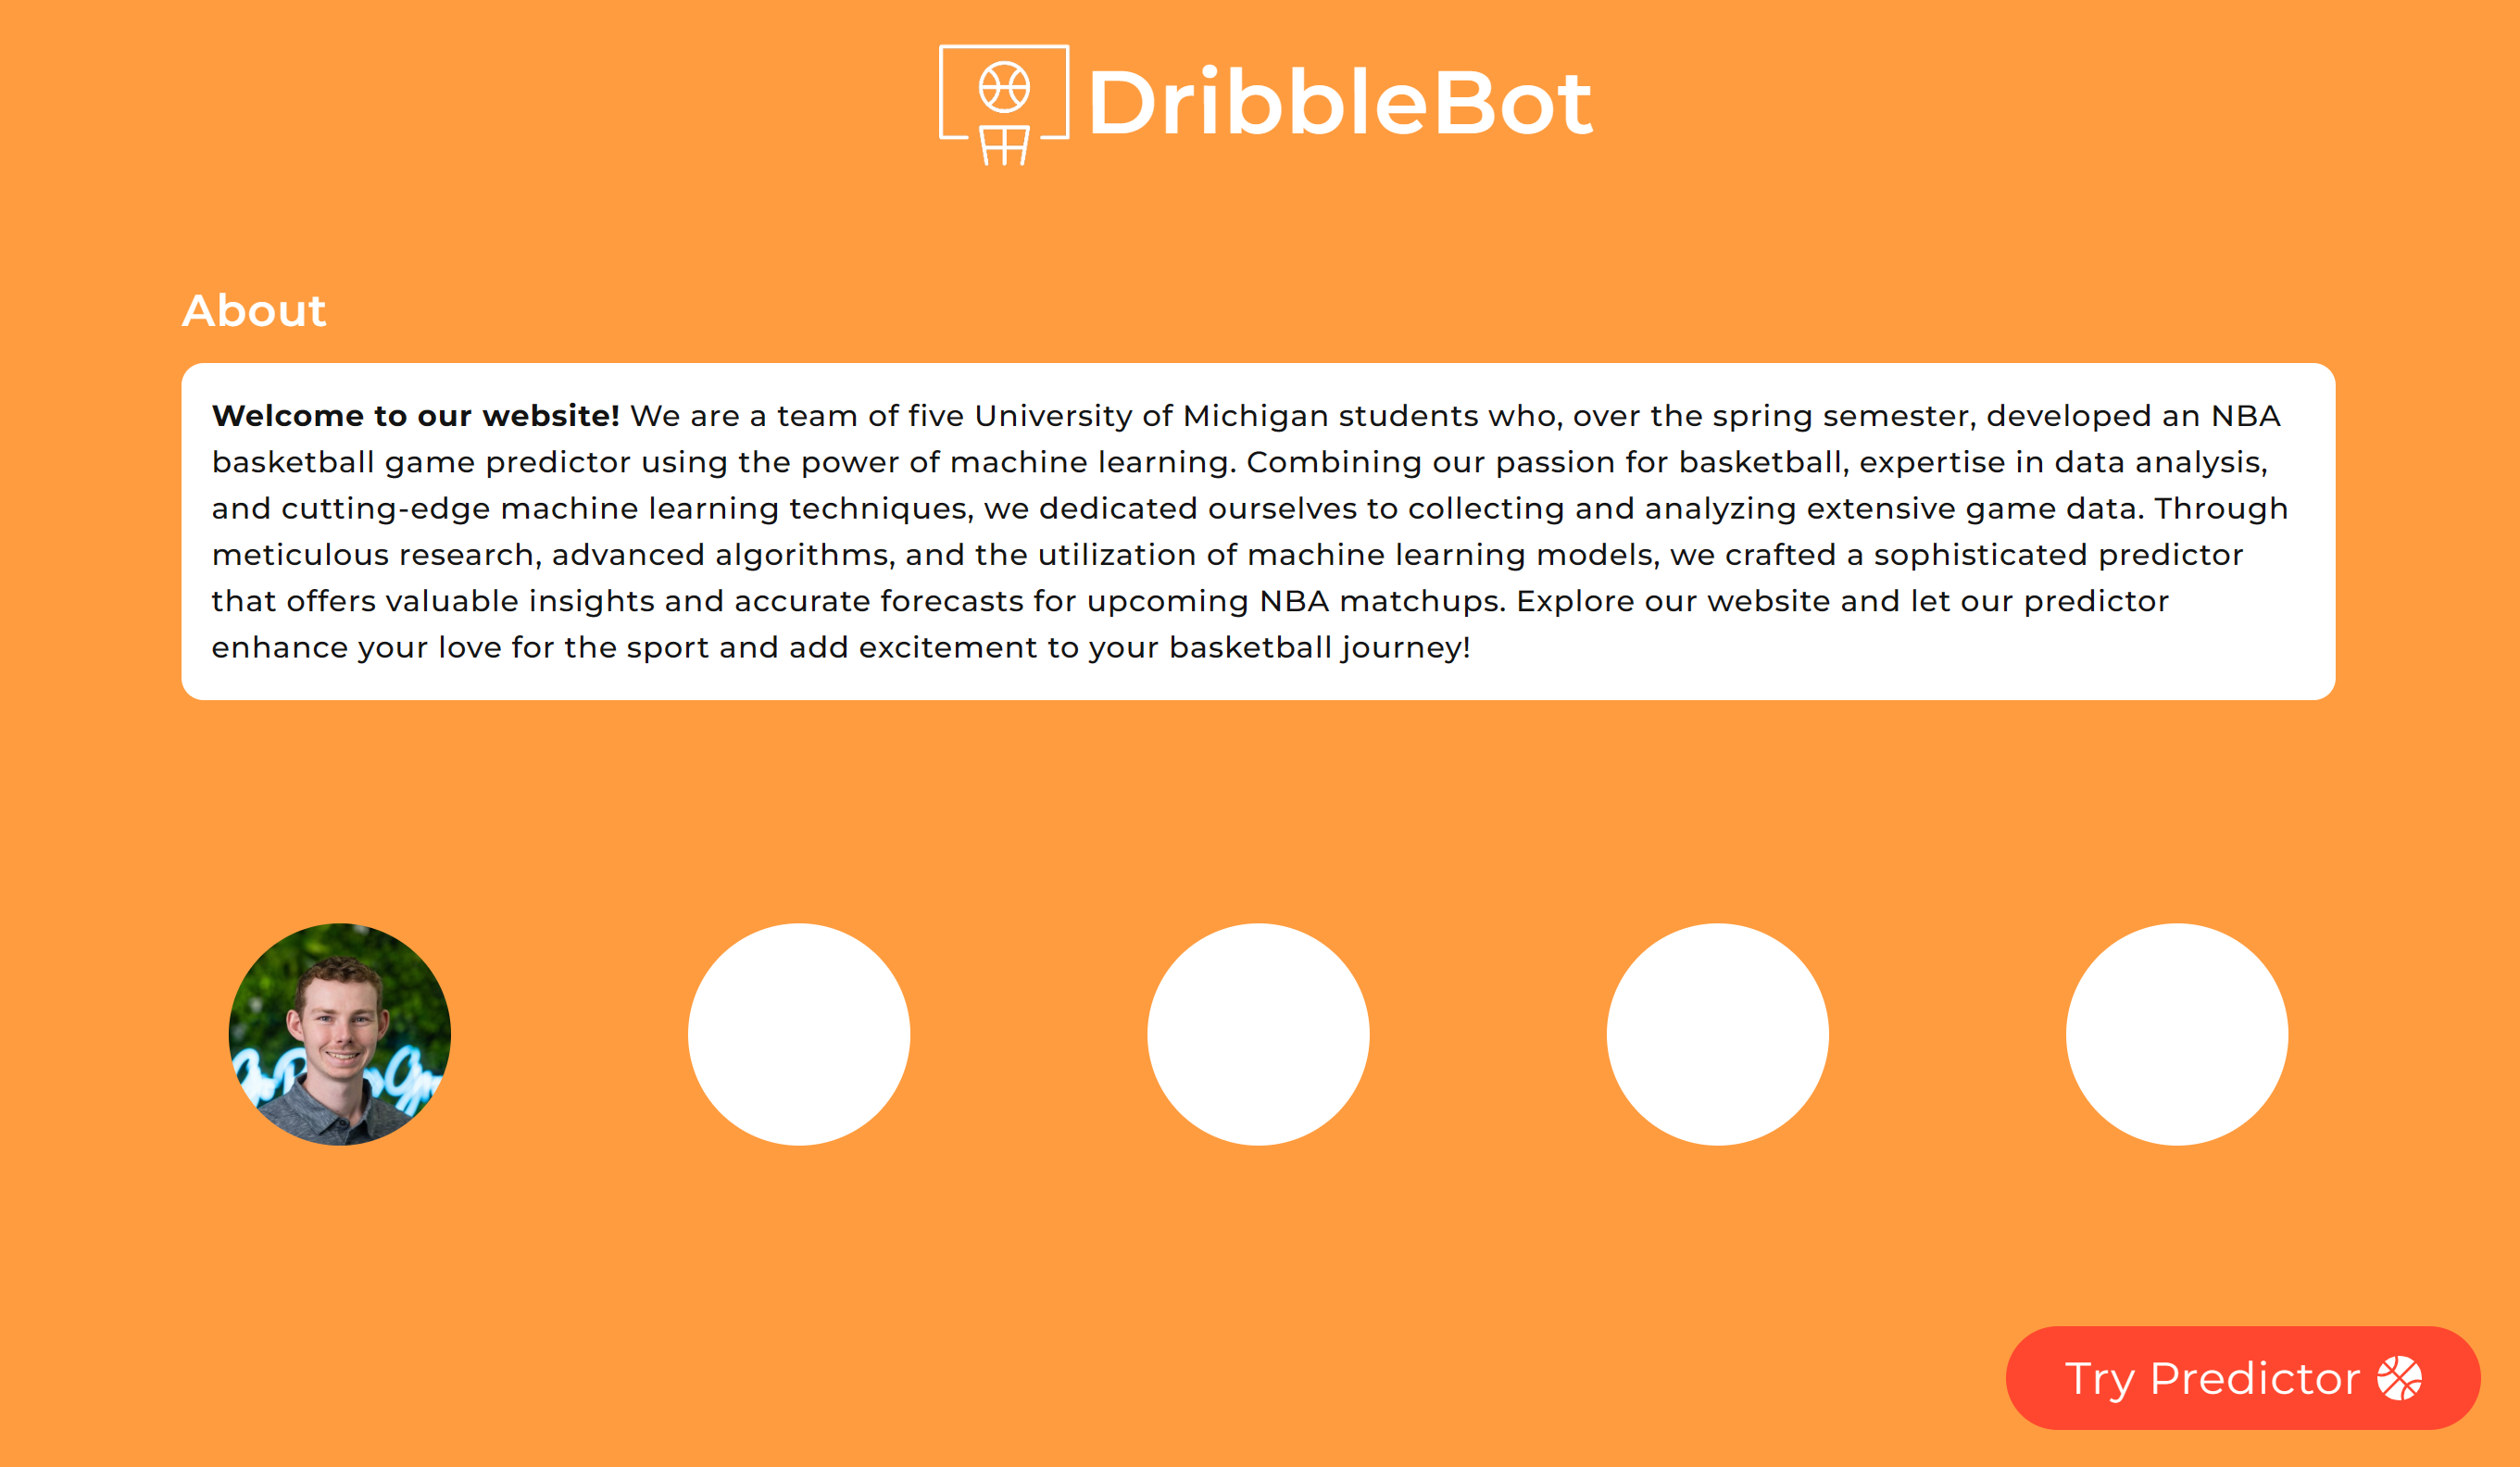 DribbleBot
About
Welcome to our website! We are a team of five University of Michigan students who, over the spring semester, developed an NBA
basketball game predictor using the power of machine learning. Combining our passion for basketball, expertise in data analysis,
and cutting-edge machine learning techniques, we dedicated ourselves to collecting and analyzing extensive game data. Through
meticulous research, advanced algorithms, and the utilization of machine learning models, we crafted a sophisticated predictor
that offers valuable insights and accurate forecasts for upcoming NBA matchups. Explore our website and let our predictor
enhance your love for the sport and add excitement to your basketball journey!
Try Predictor